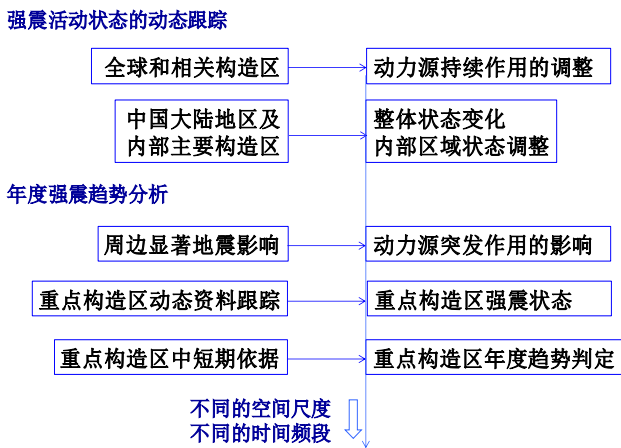 强震活动状态的动态跟踪
全球和相关构造区
动力源持续作用的调整
中国大陆地区及
内部主要构造区
整体状态变化
内部区域状态调整
年度强震趋势分析
周边显著地震影响
动力源突发作用的影响
重点构造区动态资料跟踪
重点构造区强震状态
重点构造区中短期依据
重点构造区年度趋势判定
不同的空间尺度
不同的时间频段